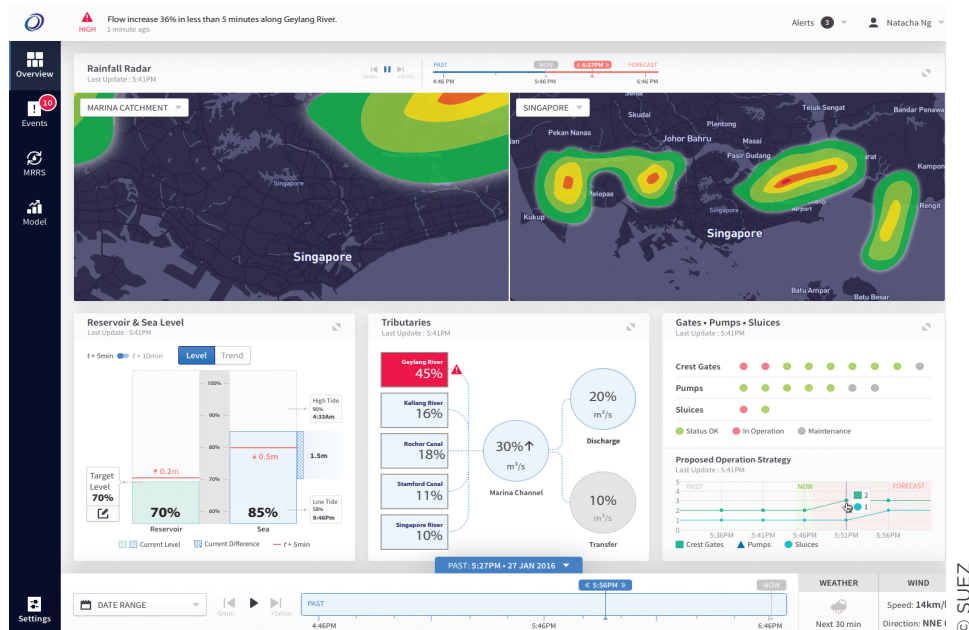 Flow increase 36% in less than 5 minutes along Geylang River.
HIGH
1 minute ago
Alerts 3
Natacha Ng
Overview
10
Events
MRRS
Model
Settings
Rainfall Radar
Last Update : 5:41PM
-5min
+5min
PAST
NOW
« 6:27PM »
FORECAST
4:46 PM
5:46 PM
6:46 PM
MARINA CATCHMENT
Singapore
Singapore
SINGAPORE
Senai
Skudai
Plentong
Teluk Sengat
Bandar Penawa
Pekan Nanas
Johor Bahru
Masai
Pasir Gudang
Kampon
Pelepas
Rengit
Kukup
Singapore
Airport
Singapore
Batu Ampar
Batu Besar
Reservoir & Sea Level
Last Update : 5:41PM
t + 5min
t + 10min
Level
Trend
100%
90%
80%
70%
60%
High Tide
90%
4:33Am
1.5m
Low Tide
58%
9:46Pm
Target
Level
70%
0.2m
0.5m
70%
85%
Reservoir
Sea
Current Level
Current Difference
t + 5min
Tributaries
Last Update : 5:41PM
Geylang River
45%
Kallang River
16%
Rochor Canal
18%
Stamford Canal
11%
Singapore River
10%
30%↑
m³/s
Marina Channel
20%
m³/s
Discharge
10%
m³/s
Transfer
Gates • Pumps • Sluices
Last Update : 5:41PM
Crest Gates
Pumps
Sluices
Status OK
In Operation
Maintenance
Proposed Operation Strategy
Last Update : 5:41PM
5
4
3
2
1
0
PAST
NOW
FORECAST
2
1
5:36PM
5:41PM
5:46PM
5:51PM
5:56PM
Crest Gates
Pumps
Sluices
PAST: 5:27PM • 27 JAN 2016
DATE RANGE
-5min
+5min
PAST
« 5:56PM »
NOW
4:46PM
5:46PM
6:46PM
WEATHER
Next 30 min
WIND
Speed: 14km/
Direction: NNE
© SUEZ